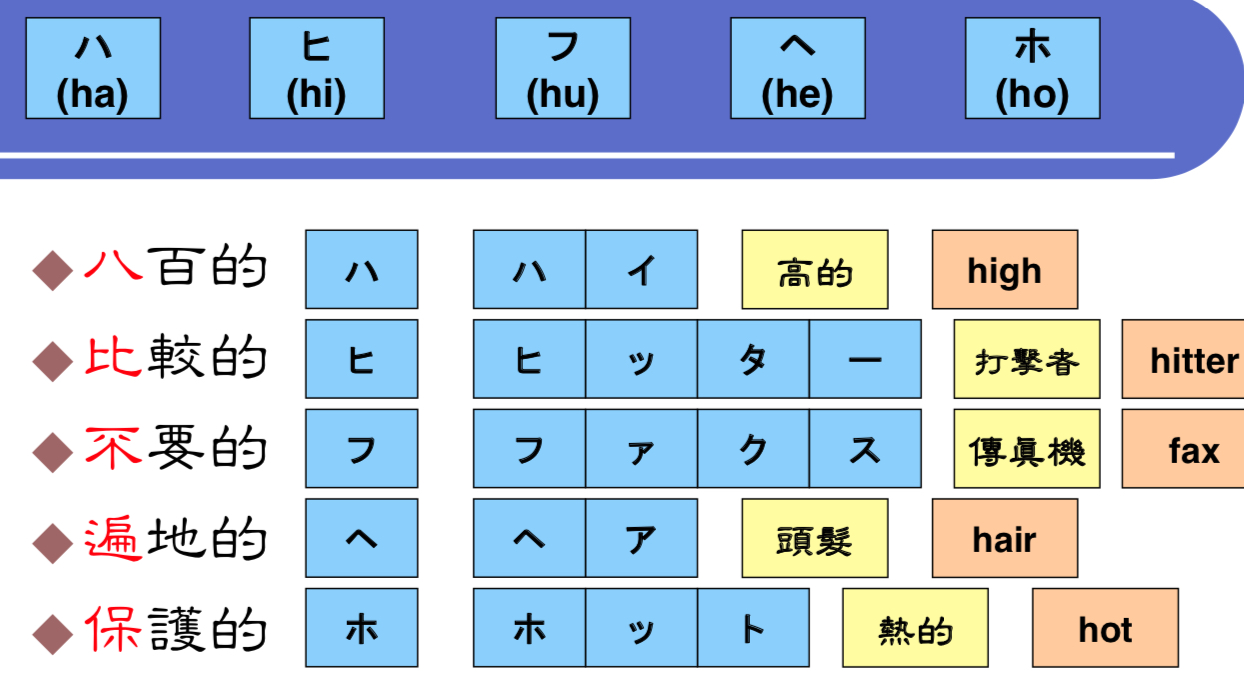 ハ ヒ フ ヘ ホ
(ha) (hi) (hu) (he) (ho)
八百的 ハ ハ イ 高的 high
比較的 ヒ ヒ ッ タ ー 打擊者 hitter
不要的 フ フ ァ ク ス 傳眞機 fax
遍地的 ヘ ヘ ア 頭髮 hair
保護的 ホ ホ ッ ト 熱的 hot